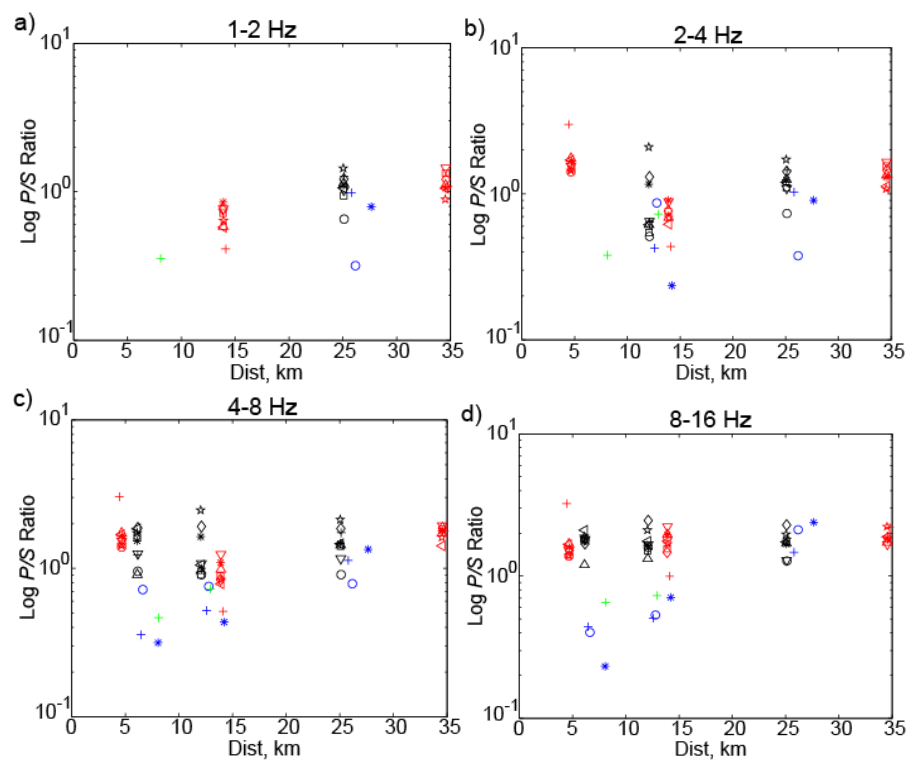 a)
1-2 Hz
10^1
10^0
10^-1
Log P/S Ratio
0 5 10 15 20 25 30 35
Dist, km
b)
2-4 Hz
10^1
10^0
10^-1
Log P/S Ratio
0 5 10 15 20 25 30 35
Dist, km
c)
4-8 Hz
10^1
10^0
10^-1
Log P/S Ratio
0 5 10 15 20 25 30 35
Dist, km
d)
8-16 Hz
10^1
10^0
10^-1
Log P/S Ratio
0 5 10 15 20 25 30 35
Dist, km